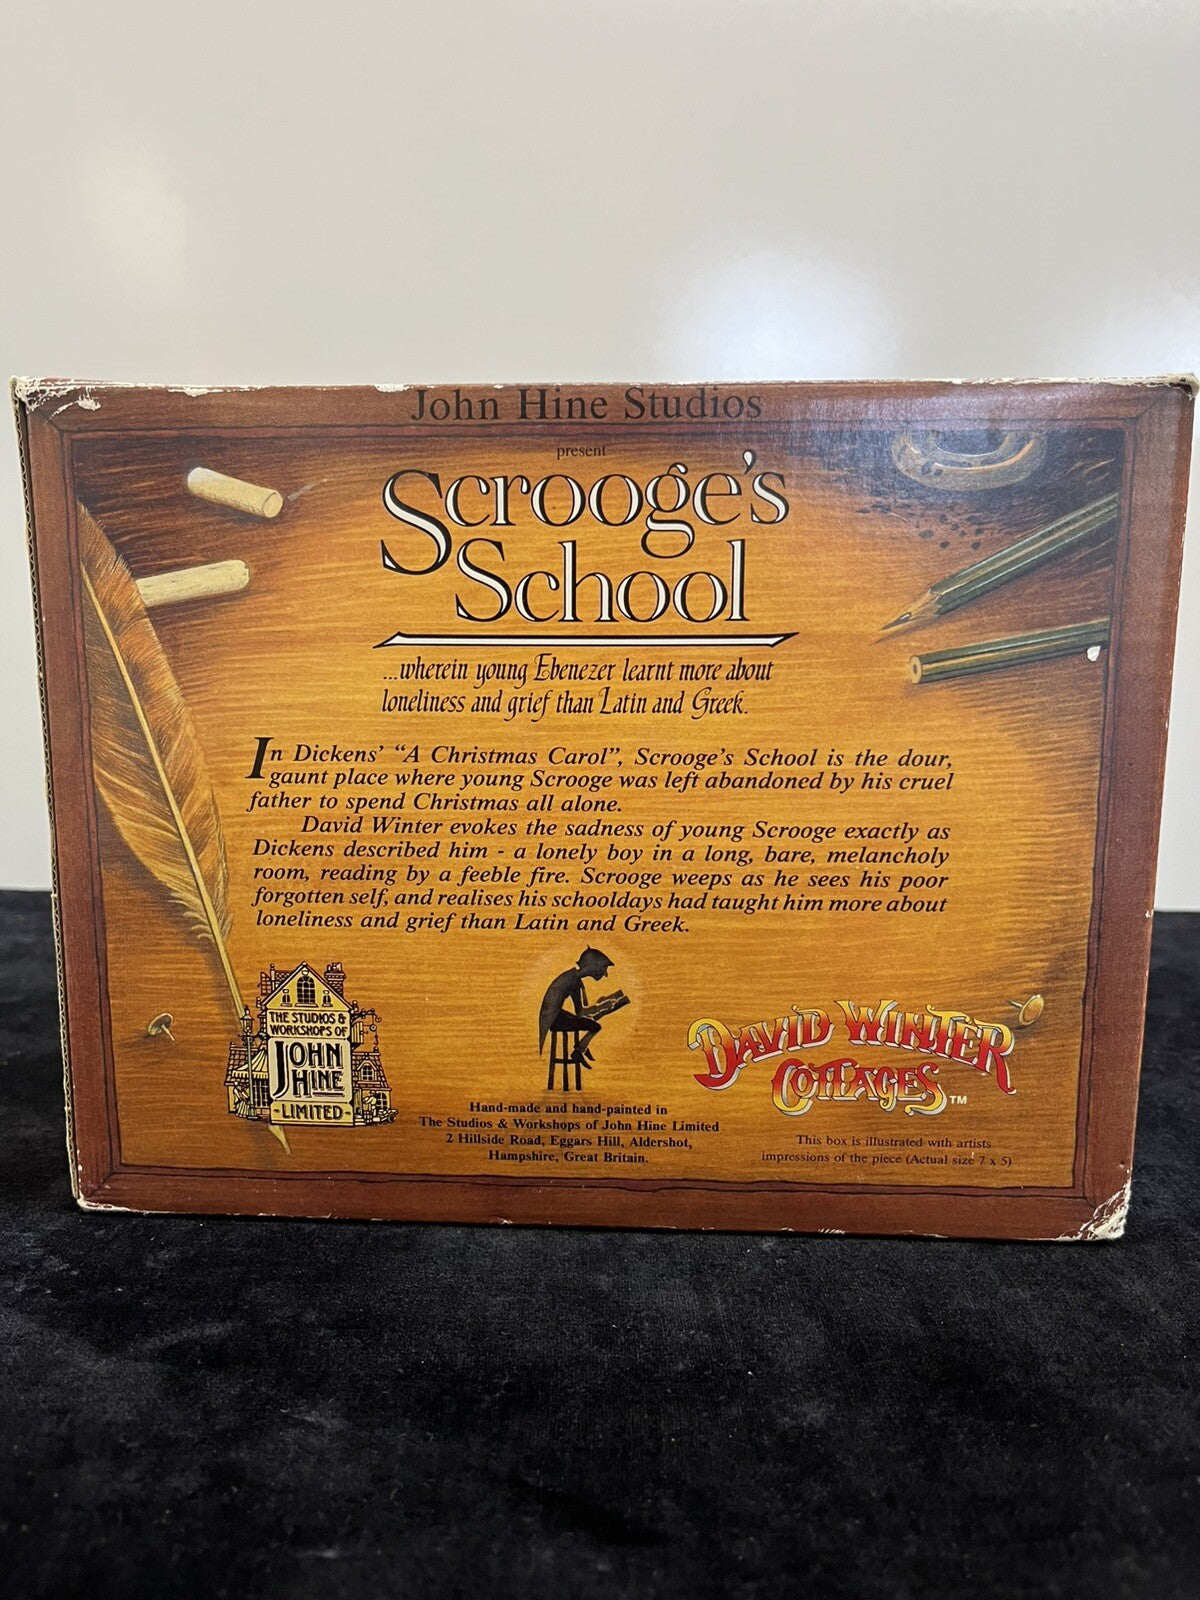 John Hine Studios
present
Scrooge's
School
...wherein young Ebenezer learnt more about
loneliness and grief than Latin and Greek.
In Dickens' “A Christmas Carol”, Scrooge's School is the dour,
gaunt place where young Scrooge was left abandoned by his cruel
father to spend Christmas all alone.
David Winter evokes the sadness of young Scrooge exactly as
Dickens described him - a lonely boy in a long, bare, melancholy
room, reading by a feeble fire. Scrooge weeps as he sees his poor
forgotten self, and realises his schooldays had taught him more about
loneliness and grief than Latin and Greek.
THE STUDIOS &
WORKSHOPS OF
JOHN
HINE
-LIMITED-
Hand-made and hand-painted in
The Studios & Workshops of John Hine Limited
2 Hillside Road, Eggars Hill, Aldershot,
Hampshire, Great Britain.
DAVID WINTER
COTTAGES™
This box is illustrated with artists
impressions of the piece (Actual size 7 x 5)